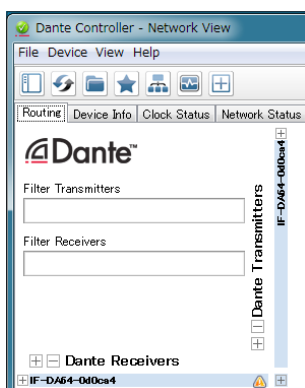 Dante Controller - Network View
File Device View Help
Routing Device Info Clock Status Network Status
Dante™
Filter Transmitters
Filter Receivers
Dante Transmitters
IF-DA64-0d0ca4
Dante Receivers
IF-DA64-0d0ca4